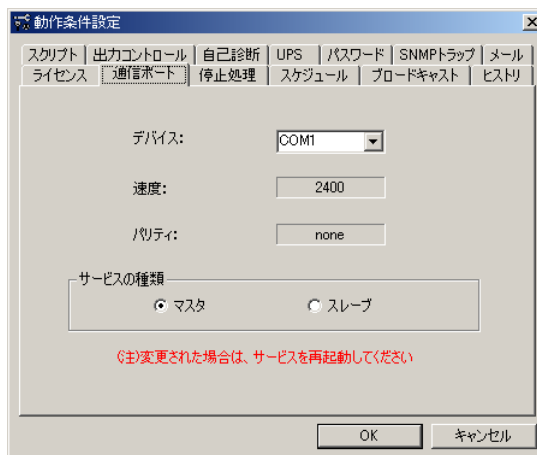 動作条件設定
スクリプト 出力コントロール 自己診断 UPS パスワード SNMPトラップ メール
ライセンス 通信ポート 停止処理 スケジュール ブロードキャスト ヒストリ
デバイス: COM1
速度: 2400
パリティ: none
サービスの種類
マスタ スレーブ
(注)変更された場合は、サービスを再起動してください
OK キャンセル